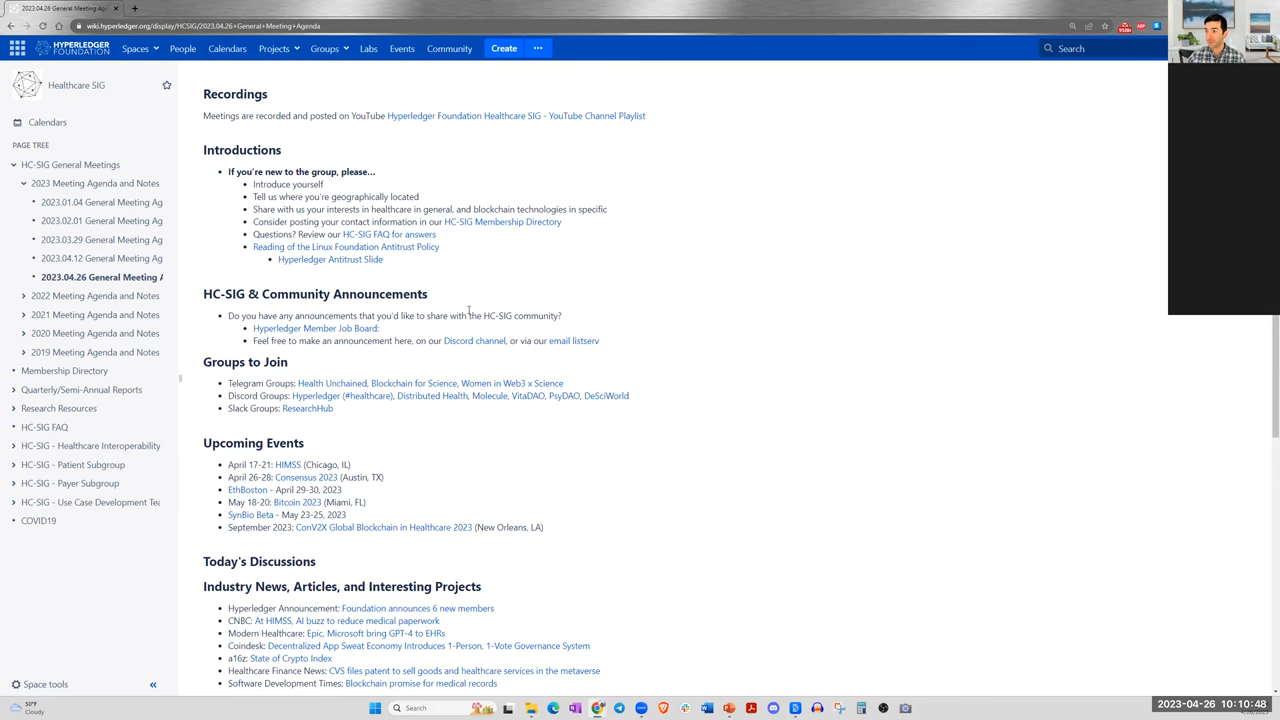 2023.04.26 General Meeting Age
wiki.hyperledger.org/display/HCSIG/2023.04.26+General+Meeting+Agenda
HYPERLEDGER FOUNDATION
Spaces People Calendars Projects Groups Labs Events Community Create Search
Healthcare SIG
Calendars
PAGE TREE
HC-SIG General Meetings
2023 Meeting Agenda and Notes
2023.01.04 General Meeting Ag
2023.02.01 General Meeting Ag
2023.03.29 General Meeting Ag
2023.04.12 General Meeting Ag
2023.04.26 General Meeting A
2022 Meeting Agenda and Notes
2021 Meeting Agenda and Notes
2020 Meeting Agenda and Notes
2019 Meeting Agenda and Notes
Membership Directory
Quarterly/Semi-Annual Reports
Research Resources
HC-SIG FAQ
HC-SIG - Healthcare Interoperability
HC-SIG - Patient Subgroup
HC-SIG - Payer Subgroup
HC-SIG - Use Case Development Tea
COVID19
Space tools
Recordings
Meetings are recorded and posted on YouTube Hyperledger Foundation Healthcare SIG - YouTube Channel Playlist
Introductions
If you're new to the group, please...
Introduce yourself
Tell us where you're geographically located
Share with us your interests in healthcare in general, and blockchain technologies in specific
Consider posting your contact information in our HC-SIG Membership Directory
Questions? Review our HC-SIG FAQ for answers
Reading of the Linux Foundation Antitrust Policy
Hyperledger Antitrust Slide
HC-SIG & Community Announcements
Do you have any announcements that you'd like to share with the HC-SIG community?
Hyperledger Member Job Board:
Feel free to make an announcement here, on our Discord channel, or via our email listserv
Groups to Join
Telegram Groups: Health Unchained, Blockchain for Science, Women in Web3 x Science
Discord Groups: Hyperledger (#healthcare), Distributed Health, Molecule, VitaDAO, PsyDAO, DeSciWorld
Slack Groups: ResearchHub
Upcoming Events
April 17-21: HIMSS (Chicago, IL)
April 26-28: Consensus 2023 (Austin, TX)
EthBoston - April 29-30, 2023
May 18-20: Bitcoin 2023 (Miami, FL)
SynBio Beta - May 23-25, 2023
September 2023: ConV2X Global Blockchain in Healthcare 2023 (New Orleans, LA)
Today's Discussions
Industry News, Articles, and Interesting Projects
Hyperledger Announcement: Foundation announces 6 new members
CNBC: At HIMSS, AI buzz to reduce medical paperwork
Modern Healthcare: Epic, Microsoft bring GPT-4 to EHRs
Coindesk: Decentralized App Sweat Economy Introduces 1-Person, 1-Vote Governance System
a16z: State of Crypto Index
Healthcare Finance News: CVS files patent to sell goods and healthcare services in the metaverse
Software Development Times: Blockchain promise for medical records
50°F
Cloudy
Search
2023-04-26 10:10:48